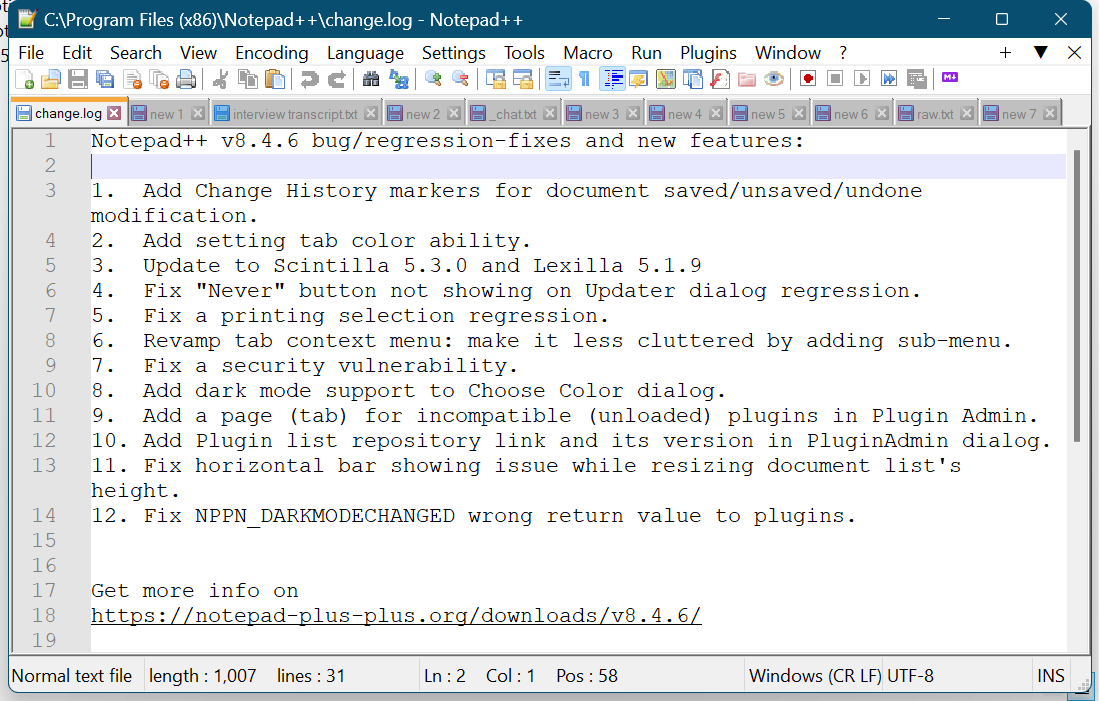 C:\Program Files (x86)\Notepad++\change.log - Notepad++
File Edit Search View Encoding Language Settings Tools Macro Run Plugins Window ?
change.log new 1 interview transcript.txt new 2 _chat.txt new 3 new 4 new 5 new 6 raw.txt new 7
1 Notepad++ v8.4.6 bug/regression-fixes and new features:
2
3 1.  Add Change History markers for document saved/unsaved/undone
modification.
4 2.  Add setting tab color ability.
5 3.  Update to Scintilla 5.3.0 and Lexilla 5.1.9
6 4.  Fix "Never" button not showing on Updater dialog regression.
7 5.  Fix a printing selection regression.
8 6.  Revamp tab context menu: make it less cluttered by adding sub-menu.
9 7.  Fix a security vulnerability.
10 8.  Add dark mode support to Choose Color dialog.
11 9.  Add a page (tab) for incompatible (unloaded) plugins in Plugin Admin.
12 10. Add Plugin list repository link and its version in PluginAdmin dialog.
13 11. Fix horizontal bar showing issue while resizing document list's
height.
14 12. Fix NPPN_DARKMODECHANGED wrong return value to plugins.
15
16
17 Get more info on
18 https://notepad-plus-plus.org/downloads/v8.4.6/
19
Normal text file length : 1,007 lines : 31 Ln : 2 Col : 1 Pos : 58 Windows (CR LF) UTF-8 INS